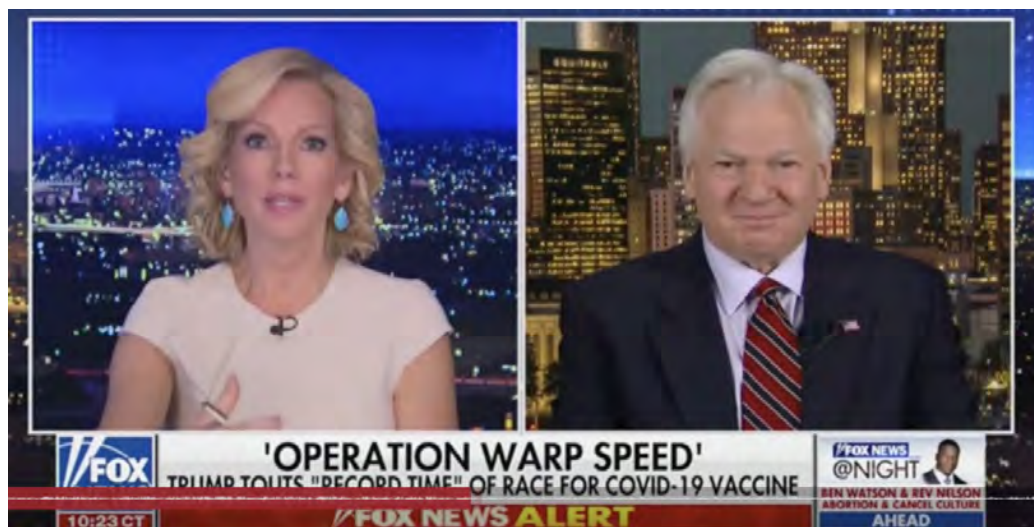 'OPERATION WARP SPEED'
TRUMP TOUTS "RECORD TIME" OF RACE FOR COVID-19 VACCINE
FOX
10:23 CT
FOX NEWS ALERT
FOX NEWS
@NIGHT
BEN WATSON & REV NELSON
ABORTION & CANCEL CULTURE
AHEAD